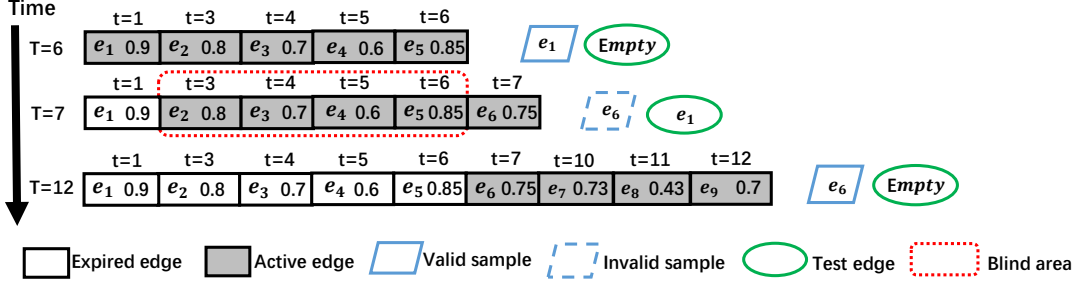 Time
t=1 t=3 t=4 t=5 t=6
T=6 e₁ 0.9 e₂ 0.8 e₃ 0.7 e₄ 0.6 e₅ 0.85 e₁ Empty
t=1 t=3 t=4 t=5 t=6 t=7
T=7 e₁ 0.9 e₂ 0.8 e₃ 0.7 e₄ 0.6 e₅ 0.85 e₆ 0.75 e₆ e₁
t=1 t=3 t=4 t=5 t=6 t=7 t=10 t=11 t=12
T=12 e₁ 0.9 e₂ 0.8 e₃ 0.7 e₄ 0.6 e₅ 0.85 e₆ 0.75 e₇ 0.73 e₈ 0.43 e₉ 0.7 e₆ Empty
Expired edge Active edge Valid sample Invalid sample Test edge Blind area